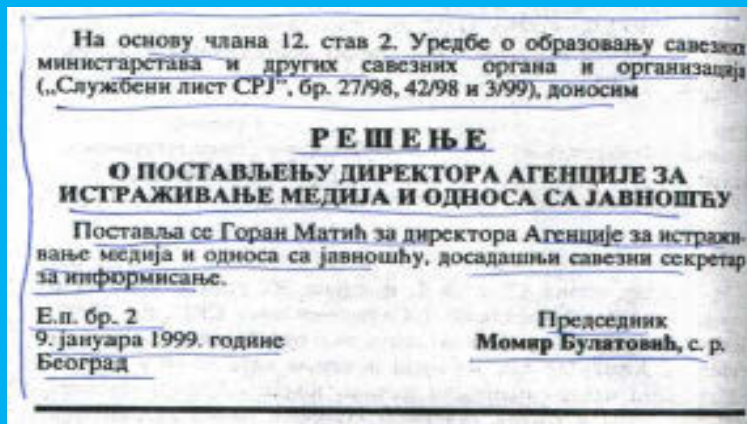 На основу члана 12. став 2. Уредбе о образовању савезних
министарстава и других савезних органа и организација
(„Службени лист СРЈ”, бр. 27/98, 42/98 и 3/99), доносим
РЕШЕЊЕ
О ПОСТАВЉЕЊУ ДИРЕКТОРА АГЕНЦИЈЕ ЗА
ИСТРАЖИВАЊЕ МЕДИЈА И ОДНОСА СА ЈАВНОШЋУ
Поставља се Горан Матић за директора Агенције за истражи-
вање медија и односа са јавношћу, досадашњи савезни секретар
за информисање.
Е.п. бр. 2
9. јануара 1999. године
Београд
Председник
Момир Булатовић, с. р.